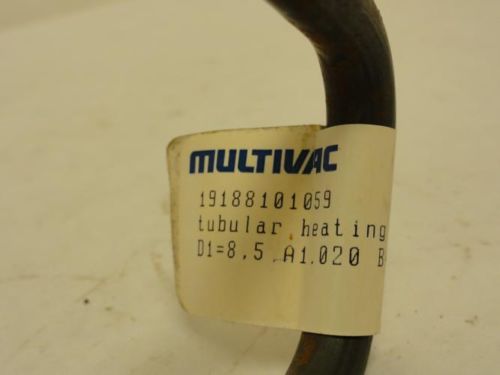 MULTIVAC
19188101059
tubular heating
D1=8,5 A1.020 B